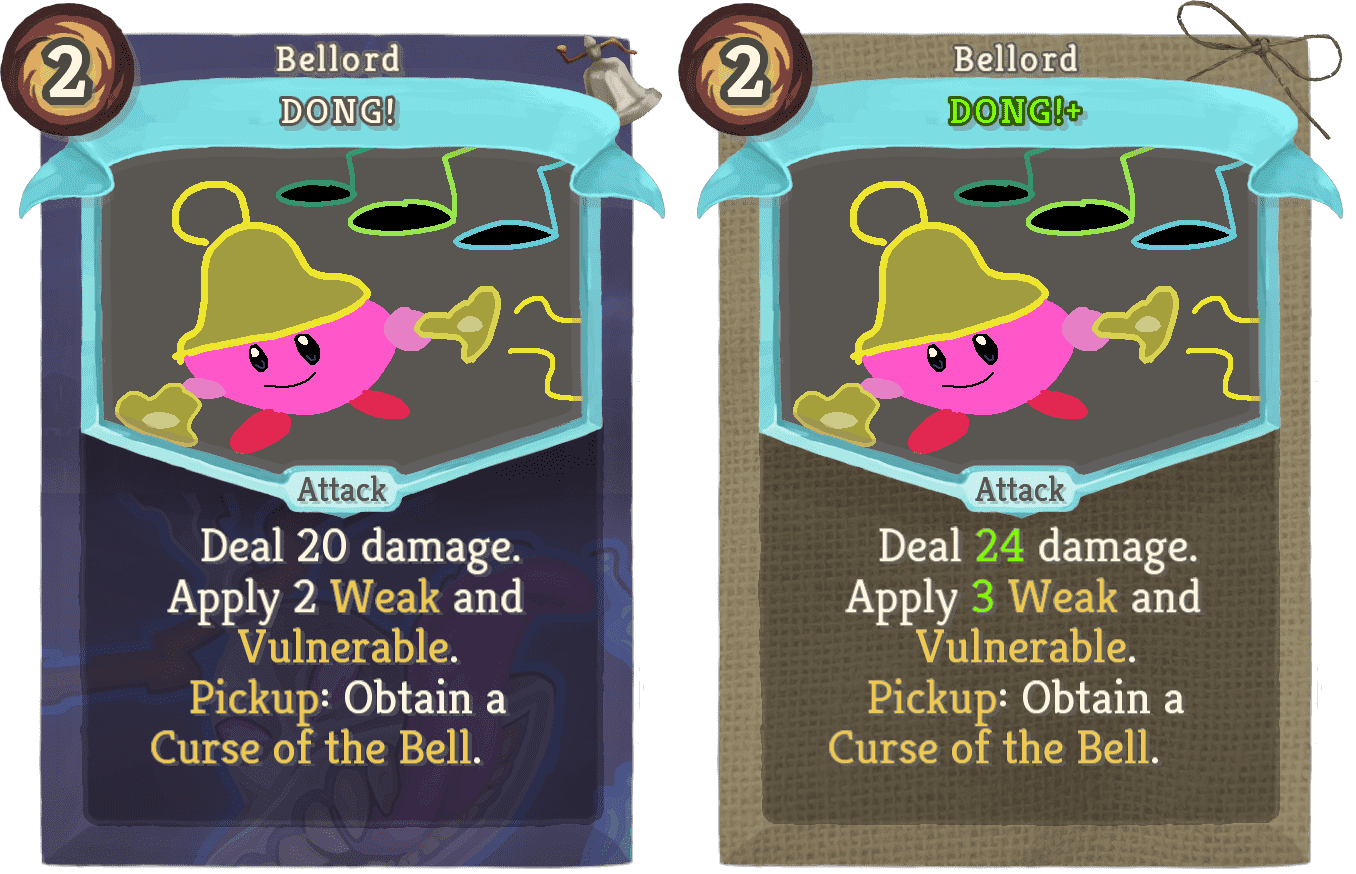 2
Bellord
DONG!
Attack
Deal 20 damage.
Apply 2 Weak and
Vulnerable.
Pickup: Obtain a
Curse of the Bell.
2
Bellord
DONG!+
Attack
Deal 24 damage.
Apply 3 Weak and
Vulnerable.
Pickup: Obtain a
Curse of the Bell.